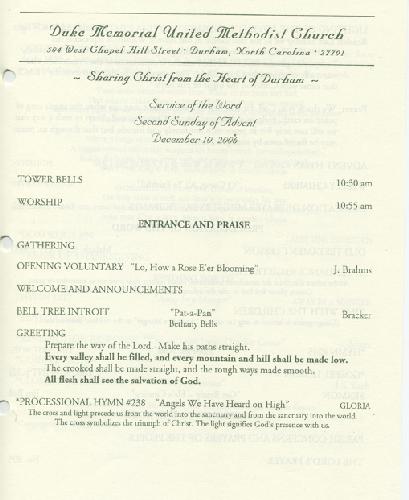 Duke Memorial United Methodist Church
504 West Chapel Hill Street · Durham, North Carolina · 27701
~ Sharing Christ from the Heart of Durham ~
Service of the Word
Second Sunday of Advent
December 10, 2006
TOWER BELLS 10:50 am
WORSHIP 10:55 am
ENTRANCE AND PRAISE
GATHERING
OPENING VOLUNTARY "Lo, How a Rose E'er Blooming" J. Brahms
WELCOME AND ANNOUNCEMENTS
BELL TREE INTROIT "Pat-a-Pan" Bracker
Bethany Bells
GREETING
Prepare the way of the Lord. Make his paths straight.
Every valley shall be filled, and every mountain and hill shall be made low.
The crooked shall be made straight, and the rough ways made smooth.
All flesh shall see the salvation of God.
*PROCESSIONAL HYMN #238 "Angels We Have Heard on High" GLORIA
The cross and light precede us from the world into the sanctuary and from the sanctuary into the world.
The cross symbolizes the triumph of Christ. The light signifies God's presence with us.